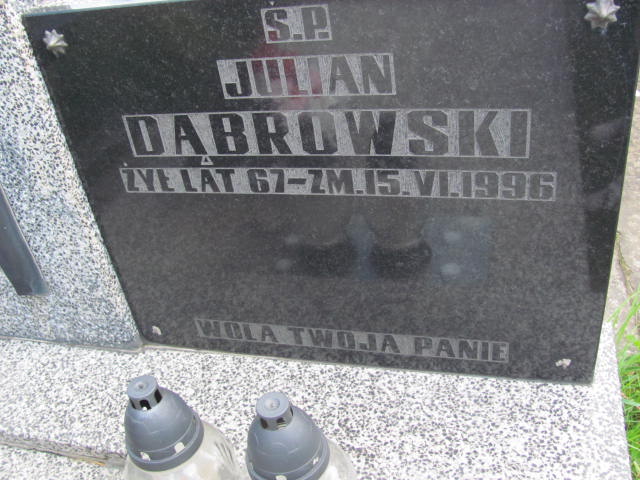 S.P.
JULIAN
DĄBROWSKI
ŻYŁ LAT 67-ZM.15.VI.1996
WOLA TWOJA PANIE